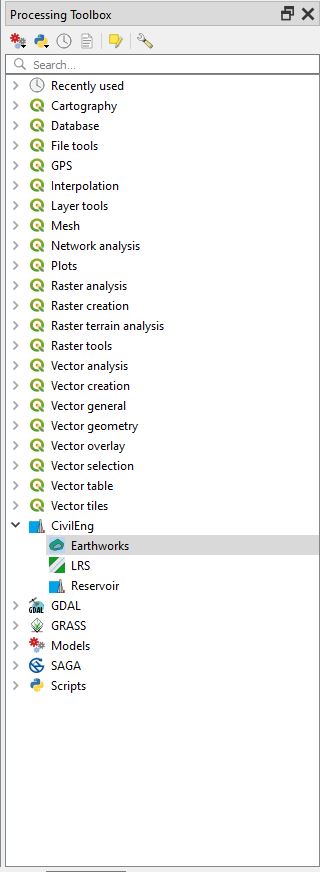 Processing Toolbox
Search...
Recently used
Cartography
Database
File tools
GPS
Interpolation
Layer tools
Mesh
Network analysis
Plots
Raster analysis
Raster creation
Raster terrain analysis
Raster tools
Vector analysis
Vector creation
Vector general
Vector geometry
Vector overlay
Vector selection
Vector table
Vector tiles
CivilEng
Earthworks
LRS
Reservoir
GDAL
GRASS
Models
SAGA
Scripts